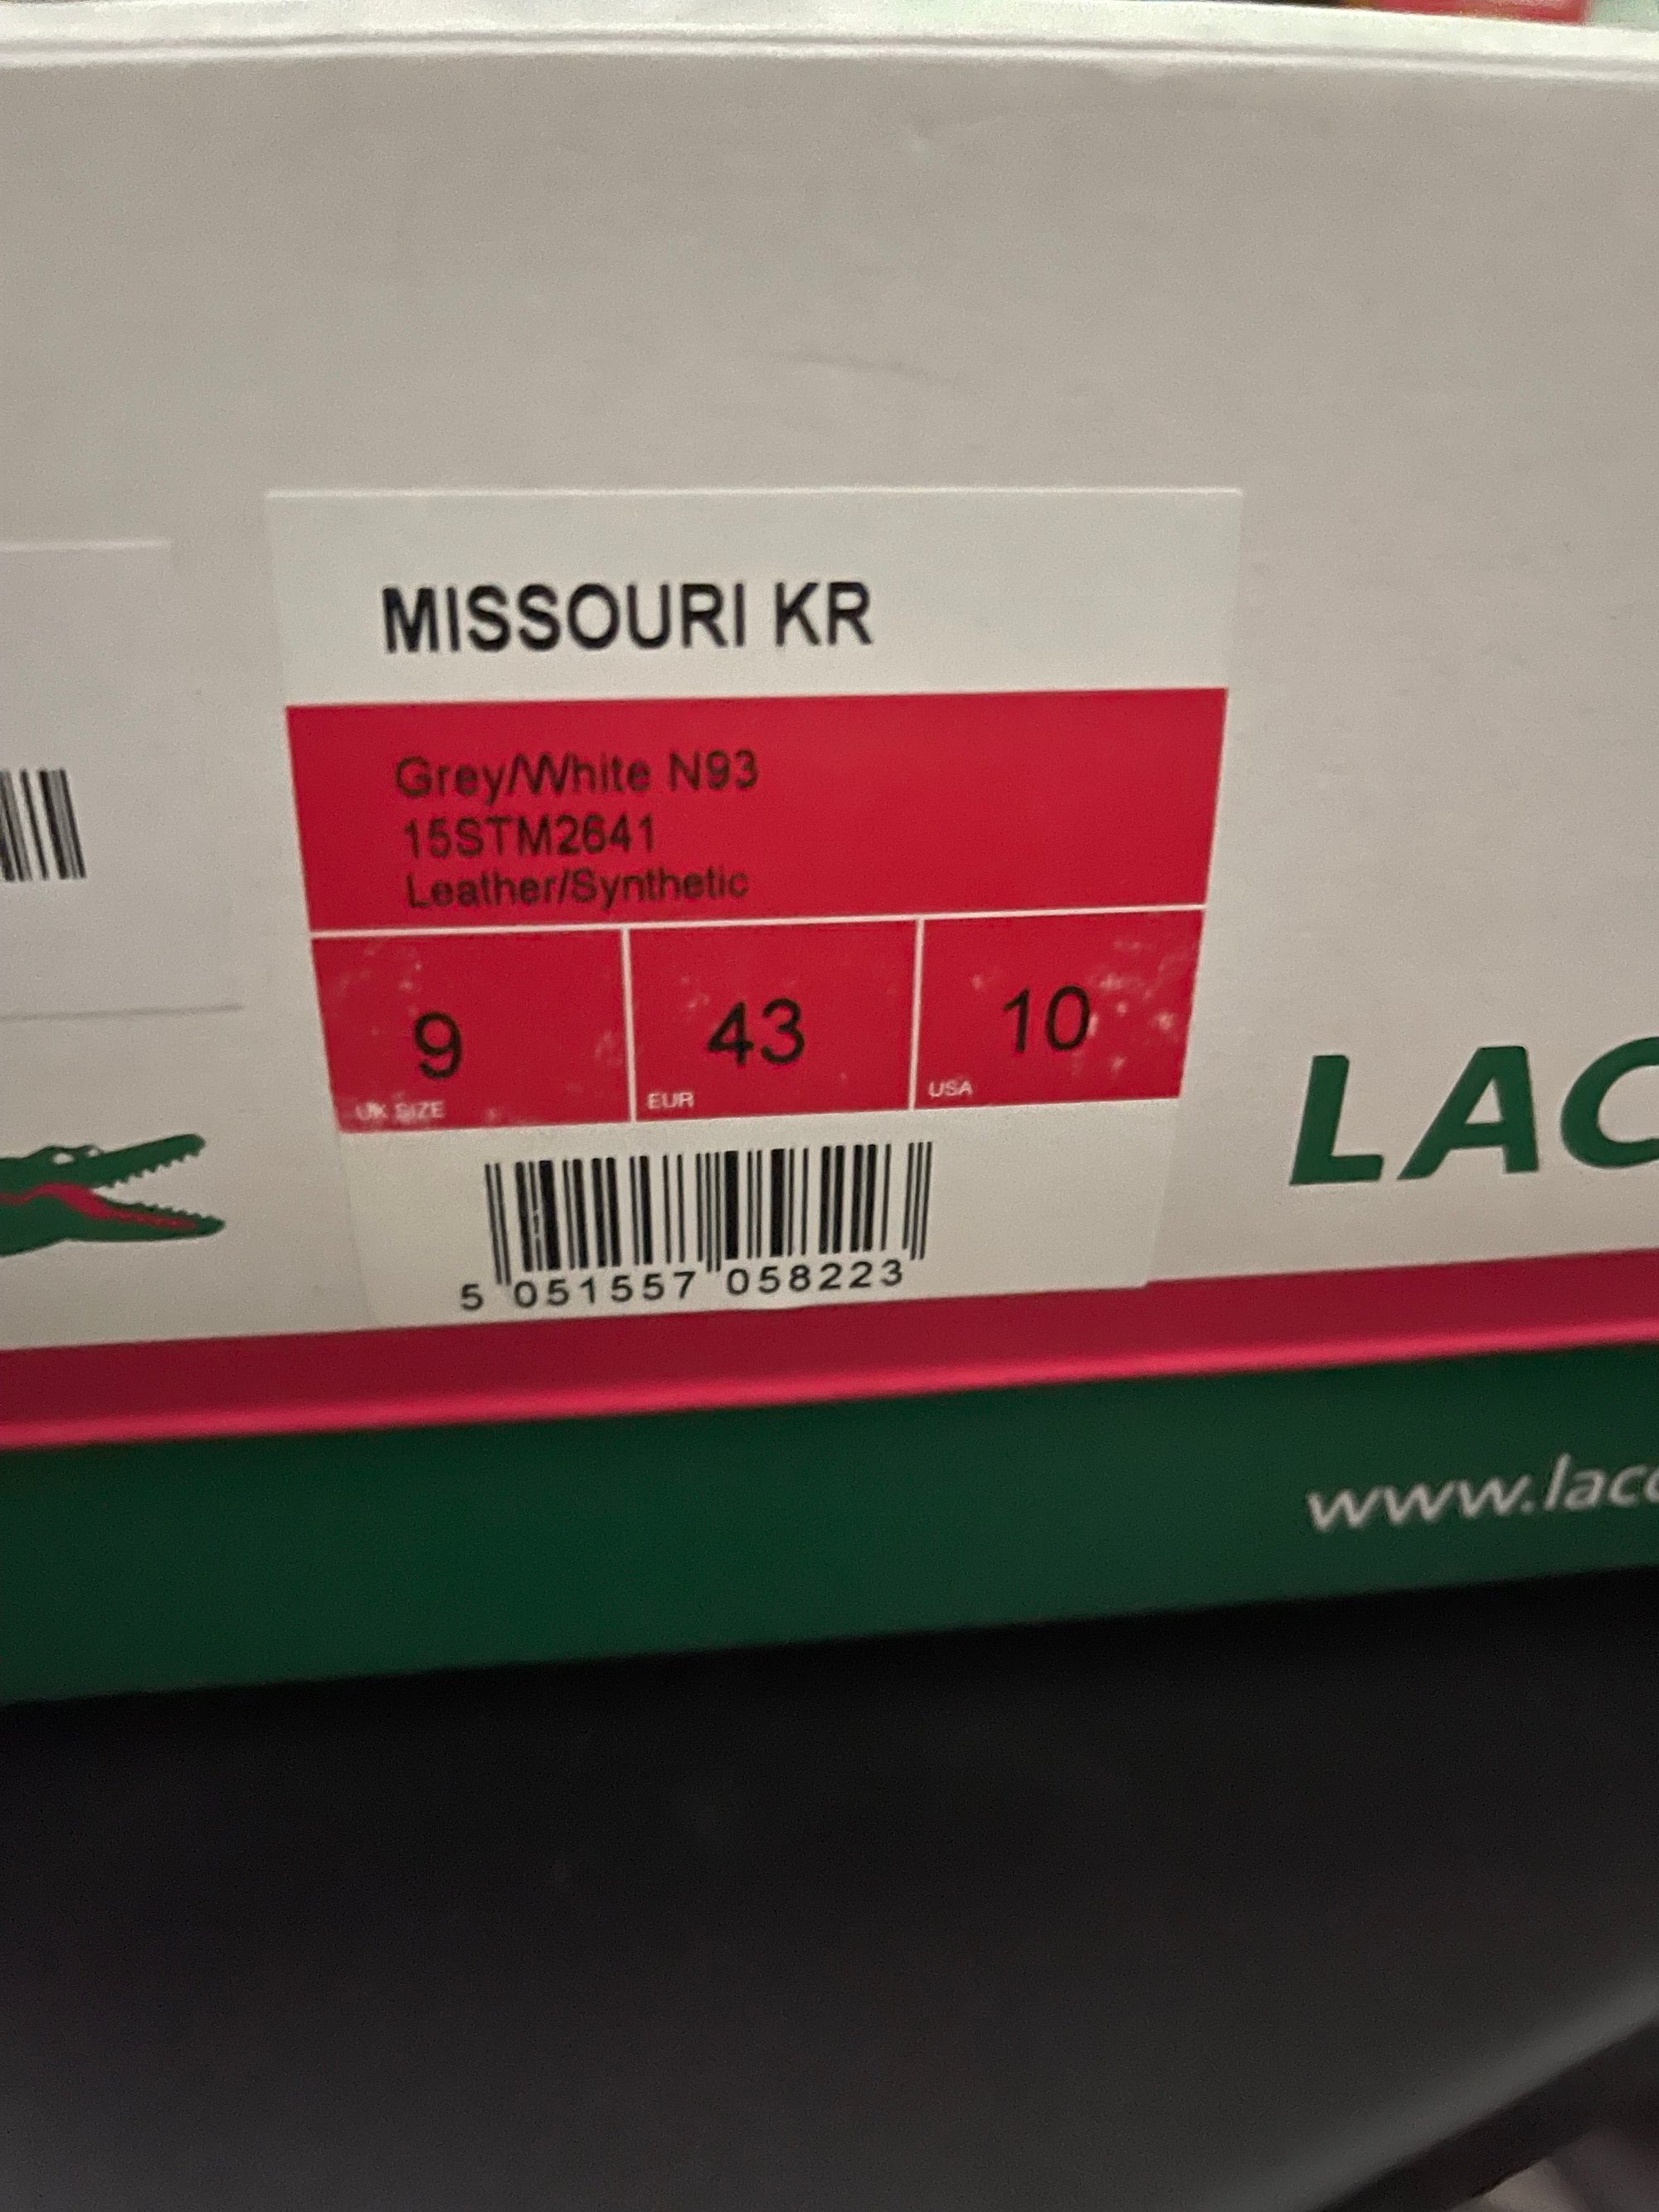 MISSOURI KR
Grey/White N93
15STM2641
Leather/Synthetic
9
UK SIZE
43
EUR
10
USA
5 051557 058223
LAC
www.lac